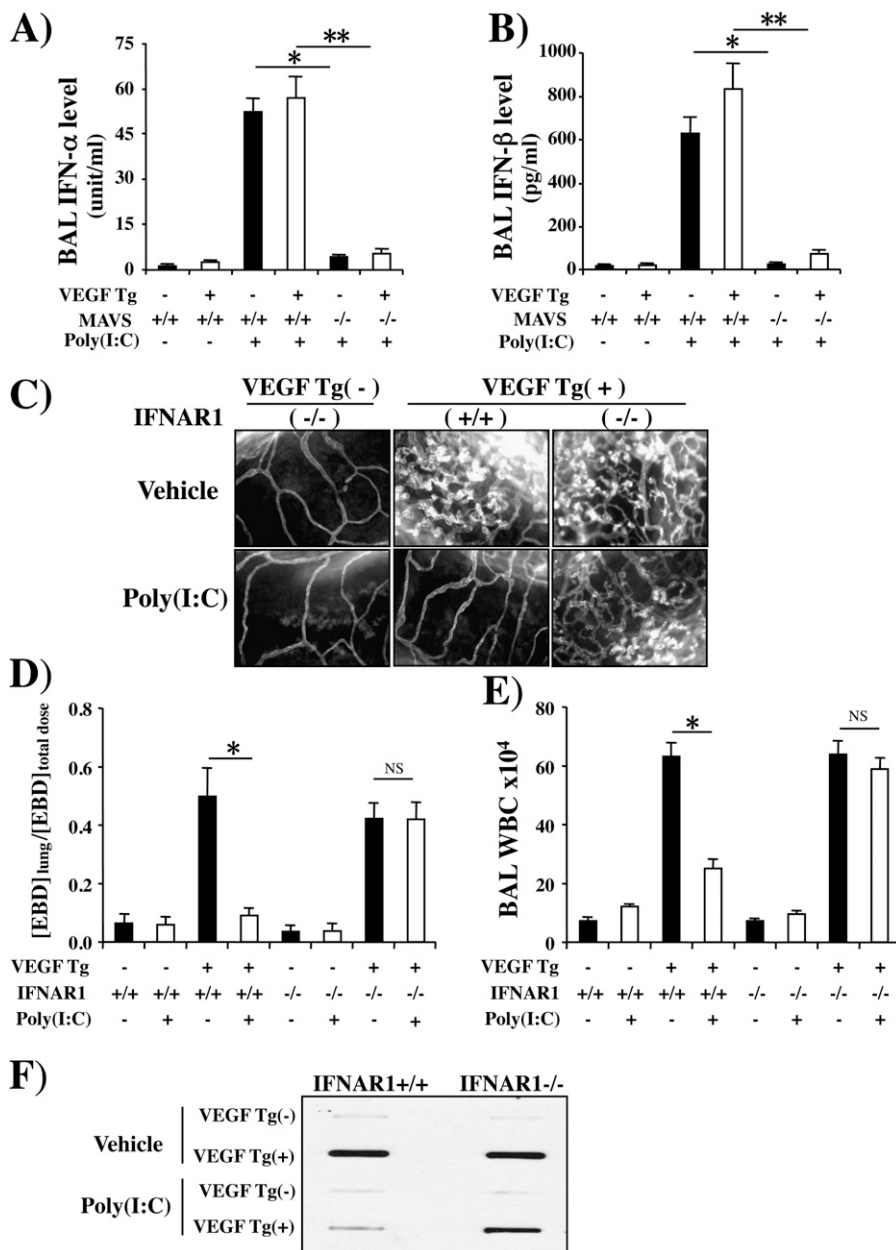 A)
BAL IFN-α level
(unit/ml)
75
60
45
30
15
0
*
**
VEGF Tg - + - + - +
MAVS +/+ +/+ +/+ +/+ -/- -/-
Poly(I:C) - - + + + +
B)
BAL IFN-β level
(pg/ml)
1000
800
600
400
200
0
*
**
VEGF Tg - + - + - +
MAVS +/+ +/+ +/+ +/+ -/- -/-
Poly(I:C) - - + + + +
C)
VEGF Tg( - ) VEGF Tg( + )
IFNAR1 ( -/-) ( +/+) ( -/-)
Vehicle
Poly(I:C)
D)
[EBD]lung/[EBD]total dose
0.8
0.6
0.4
0.2
0.0
*
NS
VEGF Tg - - + + - - + +
IFNAR1 +/+ +/+ +/+ +/+ -/- -/- -/- -/-
Poly(I:C) - + - + - + - +
E)
BAL WBC x10⁴
80
60
40
20
0
*
NS
VEGF Tg - - + + - - + +
IFNAR1 +/+ +/+ +/+ +/+ -/- -/- -/- -/-
Poly(I:C) - + - + - + - +
F)
IFNAR1+/+ IFNAR1-/-
Vehicle
VEGF Tg(-)
VEGF Tg(+)
Poly(I:C)
VEGF Tg(-)
VEGF Tg(+)